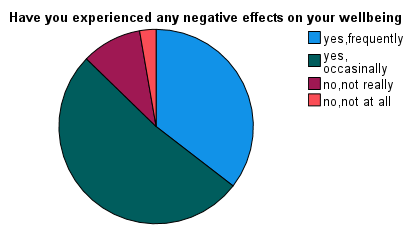 Have you experienced any negative effects on your wellbeing
yes,frequently
yes,
occasinally
no,not really
no,not at all